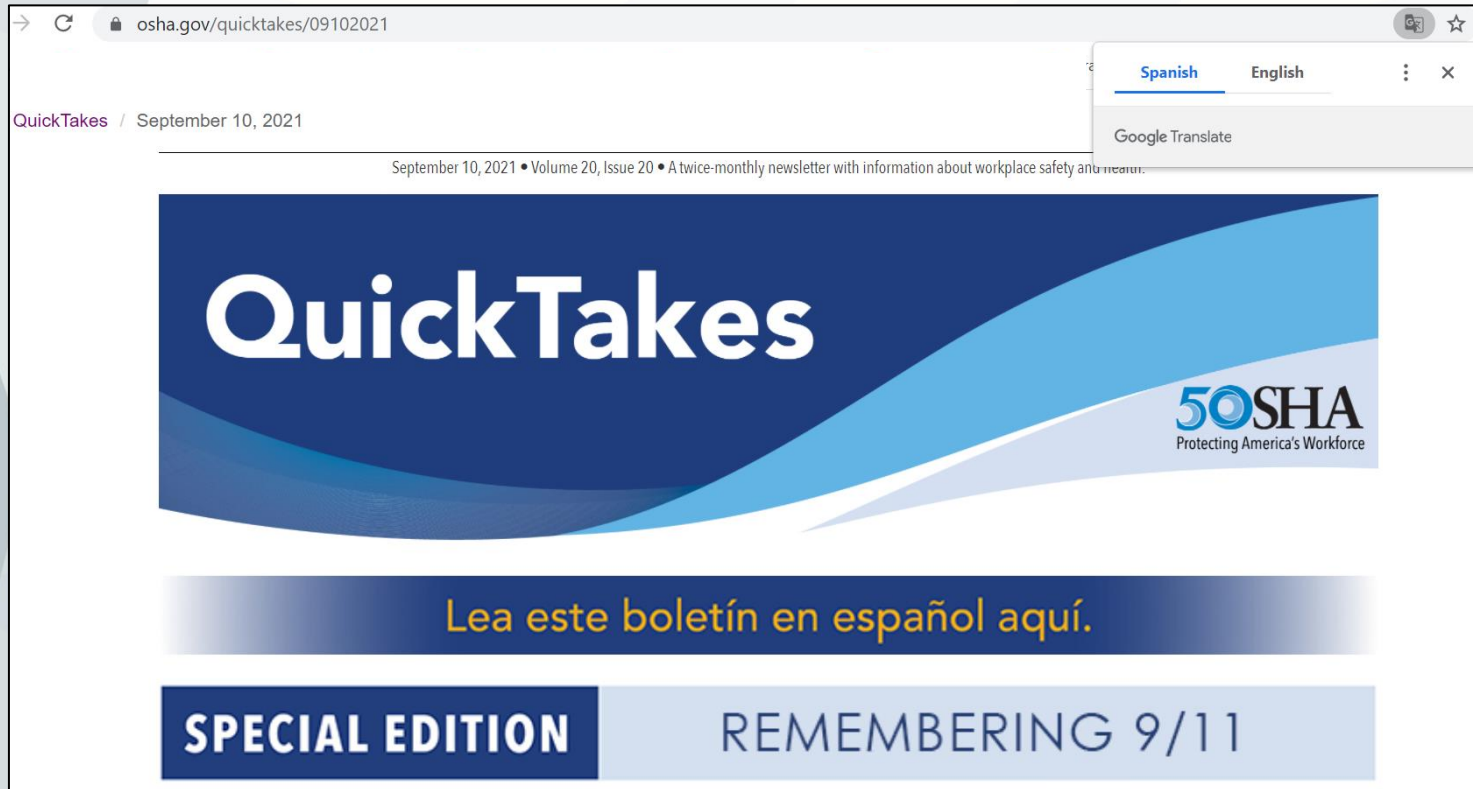 osha.gov/quicktakes/09102021
Spanish English
Google Translate
QuickTakes / September 10, 2021
September 10, 2021 • Volume 20, Issue 20 • A twice-monthly newsletter with information about workplace safety and health.
QuickTakes
50SHA
Protecting America's Workforce
Lea este boletín en español aquí.
SPECIAL EDITION REMEMBERING 9/11